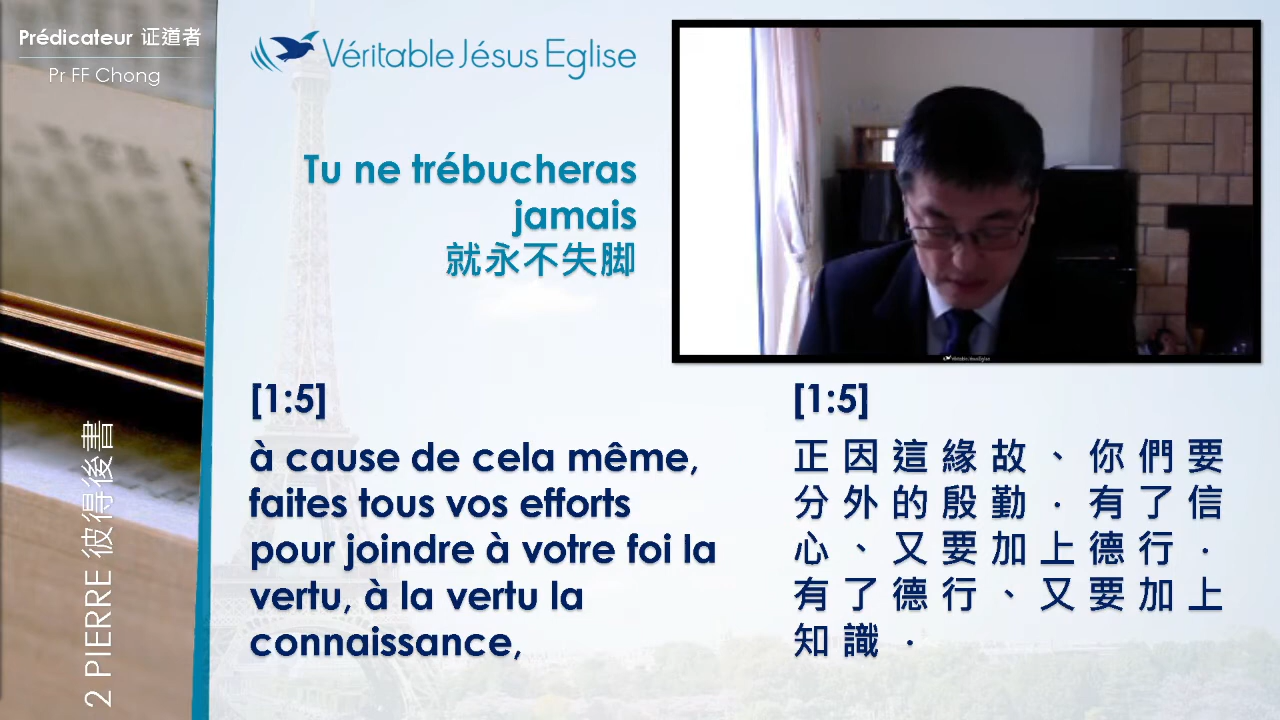 Prédicateur 证道者
Pr FF Chong
Véritable Jésus Eglise
Tu ne trébucheras
jamais
就永不失脚
[1:5]
à cause de cela même,
faites tous vos efforts
pour joindre à votre foi la
vertu, à la vertu la
connaissance,
[1:5]
正因這緣故、你們要
分外的殷勤．有了信
心、又要加上德行．
有了德行、又要加上
知識．
2 PIERRE 彼得後書
Véritable Jésus Eglise